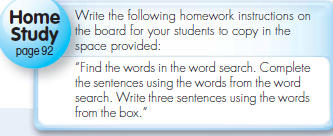 Home
Study
page 92
Write the following homework instructions on
the board for your students to copy in the
space provided:
“Find the words in the word search. Complete
the sentences using the words from the word
search. Write three sentences using the words
from the box.”